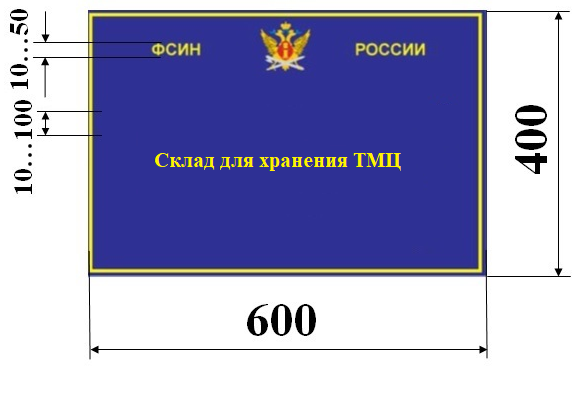 10...50
ФСИН РОССИИ
10...100
Склад для хранения ТМЦ
400
600